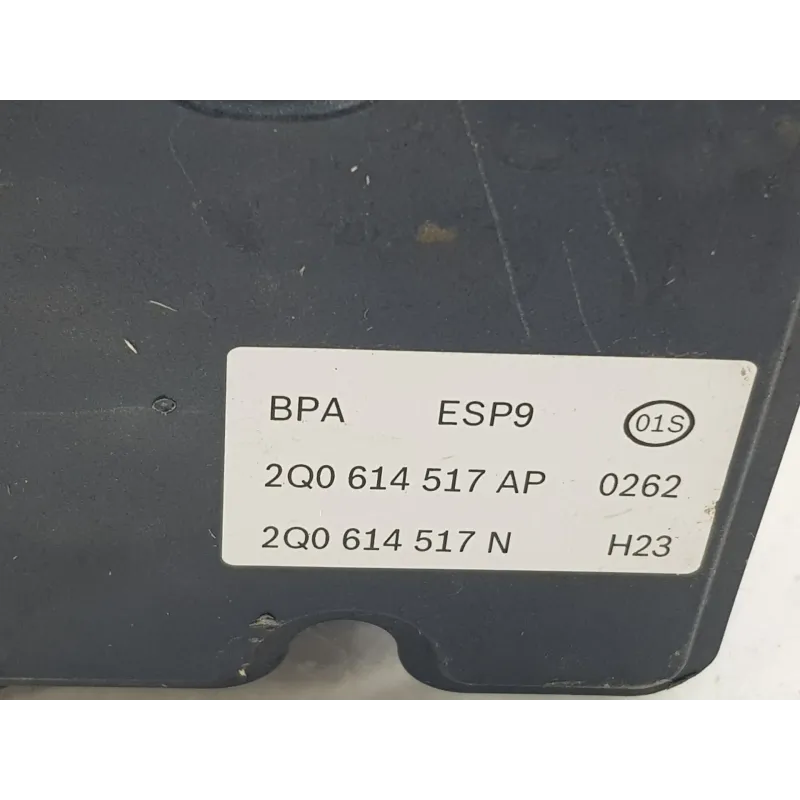 BPA ESP9 01S
2Q0 614 517 AP 0262
2Q0 614 517 N H23